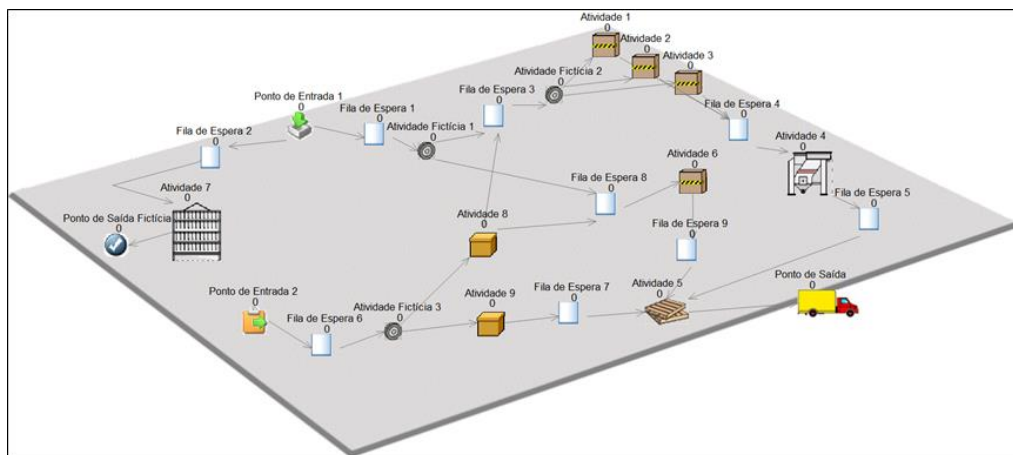 Atividade 1
0
Atividade 2
0
Atividade 3
0
Atividade Fictícia 2
0
Fila de Espera 3
0
Ponto de Entrada 1
0
Fila de Espera 1
0
Fila de Espera 4
0
Atividade Fictícia 1
0
Fila de Espera 2
0
Atividade 4
0
Atividade 6
0
Fila de Espera 8
0
Atividade 7
0
Fila de Espera 5
0
Ponto de Saída Fictícia
0
Atividade 8
0
Fila de Espera 9
0
Ponto de Saída
0
Atividade 5
0
Ponto de Entrada 2
0
Fila de Espera 7
0
Atividade 9
0
Atividade Fictícia 3
0
Fila de Espera 6
0